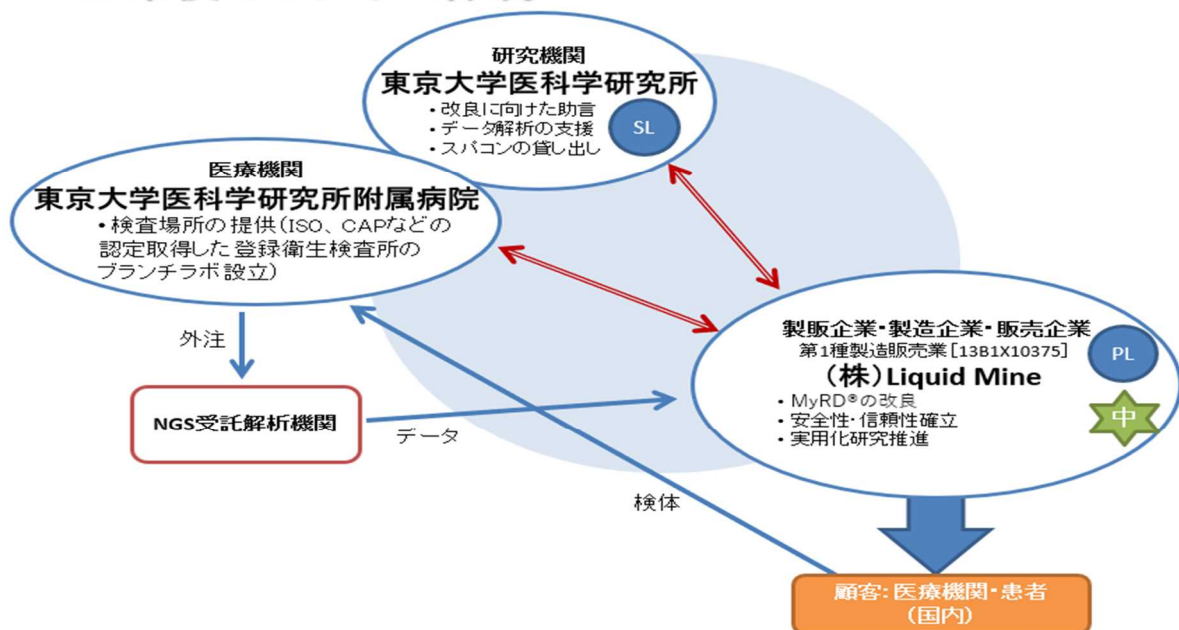 研究機関
東京大学医科学研究所
・改良に向けた助言
・データ解析の支援
・スパコンの貸し出し
SL
医療機関
東京大学医科学研究所附属病院
・検査場所の提供(ISO、CAPなどの
認定取得した登録衛生検査所の
ブランチラボ設立)
外注
NGS受託解析機関
データ
検体
製販企業・製造企業・販売企業
第1種製造販売業[13B1X10375]
(株)Liquid Mine
・MyRD®の改良
・安全性・信頼性確立
・実用化研究推進
PL
中
顧客:医療機関・患者
(国内)